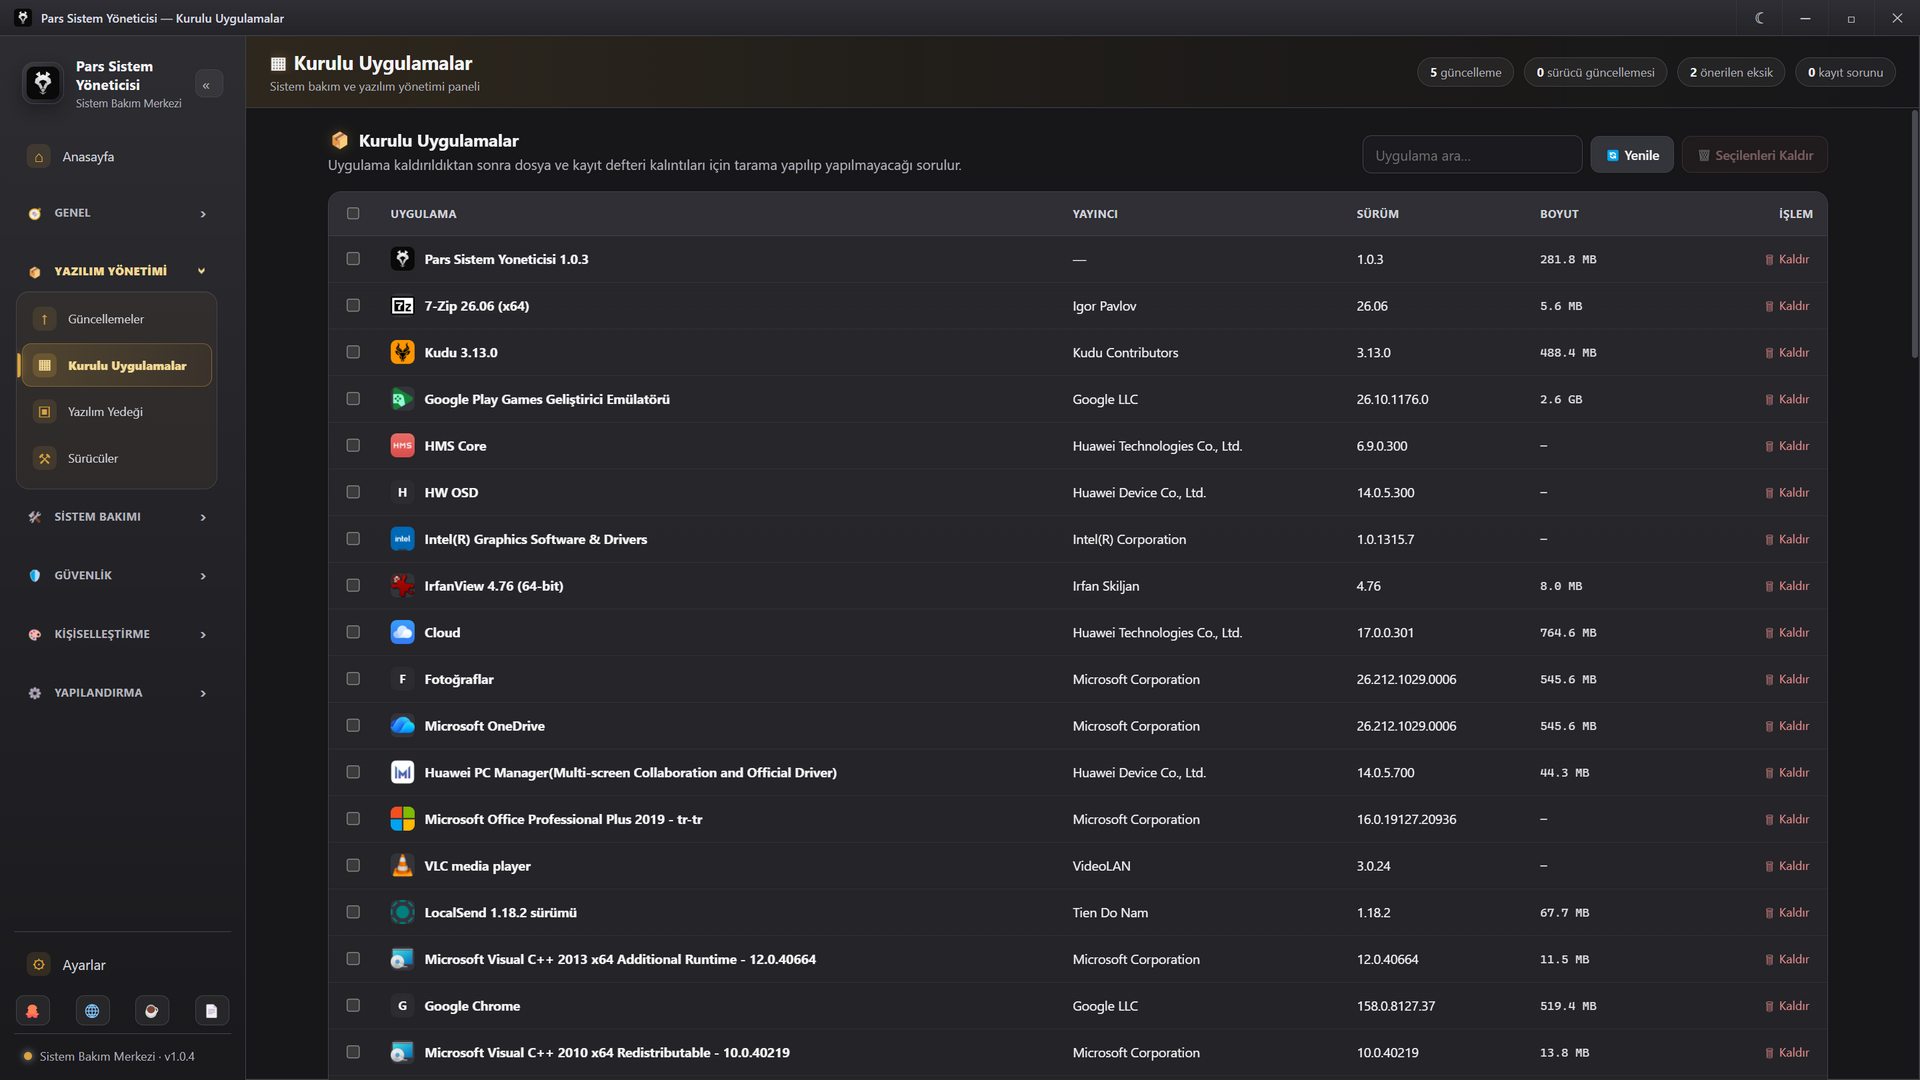 Pars Sistem Yöneticisi — Kurulu Uygulamalar
Pars Sistem Yöneticisi
Sistem Bakım Merkezi
«
Anasayfa
GENEL
YAZILIM YÖNETİMİ
Güncellemeler
Kurulu Uygulamalar
Yazılım Yedeği
Sürücüler
SİSTEM BAKIMI
GÜVENLİK
KİŞİSELLEŞTİRME
YAPILANDIRMA
Ayarlar
Sistem Bakım Merkezi · v1.0.4
Kurulu Uygulamalar
Sistem bakım ve yazılım yönetimi paneli
5 güncelleme
0 sürücü güncellemesi
2 önerilen eksik
0 kayıt sorunu
Kurulu Uygulamalar
Uygulama kaldırıldıktan sonra dosya ve kayıt defteri kalıntıları için tarama yapılıp yapılmayacağı sorulur.
Uygulama ara...
Yenile
Seçilenleri Kaldır
UYGULAMA YAYINCI SÜRÜM BOYUT İŞLEM
Pars Sistem Yoneticisi 1.0.3 — 1.0.3 281.8 MB Kaldır
7z 7-Zip 26.06 (x64) Igor Pavlov 26.06 5.6 MB Kaldır
Kudu 3.13.0 Kudu Contributors 3.13.0 488.4 MB Kaldır
Google Play Games Geliştirici Emülatörü Google LLC 26.10.1176.0 2.6 GB Kaldır
HMS HMS Core Huawei Technologies Co., Ltd. 6.9.0.300 – Kaldır
H HW OSD Huawei Device Co., Ltd. 14.0.5.300 – Kaldır
intel Intel(R) Graphics Software & Drivers Intel(R) Corporation 1.0.1315.7 – Kaldır
IrfanView 4.76 (64-bit) Irfan Skiljan 4.76 8.0 MB Kaldır
Cloud Huawei Technologies Co., Ltd. 17.0.0.301 764.6 MB Kaldır
F Fotoğraflar Microsoft Corporation 26.212.1029.0006 545.6 MB Kaldır
Microsoft OneDrive Microsoft Corporation 26.212.1029.0006 545.6 MB Kaldır
Huawei PC Manager(Multi-screen Collaboration and Official Driver) Huawei Device Co., Ltd. 14.0.5.700 44.3 MB Kaldır
Microsoft Office Professional Plus 2019 - tr-tr Microsoft Corporation 16.0.19127.20936 – Kaldır
VLC media player VideoLAN 3.0.24 – Kaldır
LocalSend 1.18.2 sürümü Tien Do Nam 1.18.2 67.7 MB Kaldır
Microsoft Visual C++ 2013 x64 Additional Runtime - 12.0.40664 Microsoft Corporation 12.0.40664 11.5 MB Kaldır
G Google Chrome Google LLC 158.0.8127.37 519.4 MB Kaldır
Microsoft Visual C++ 2010 x64 Redistributable - 10.0.40219 Microsoft Corporation 10.0.40219 13.8 MB Kaldır